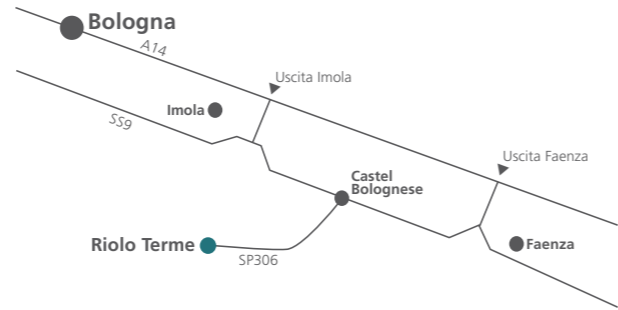 Bologna
A14
Uscita Imola
Imola
SS9
Uscita Faenza
Castel
Bolognese
Riolo Terme
SP306
Faenza